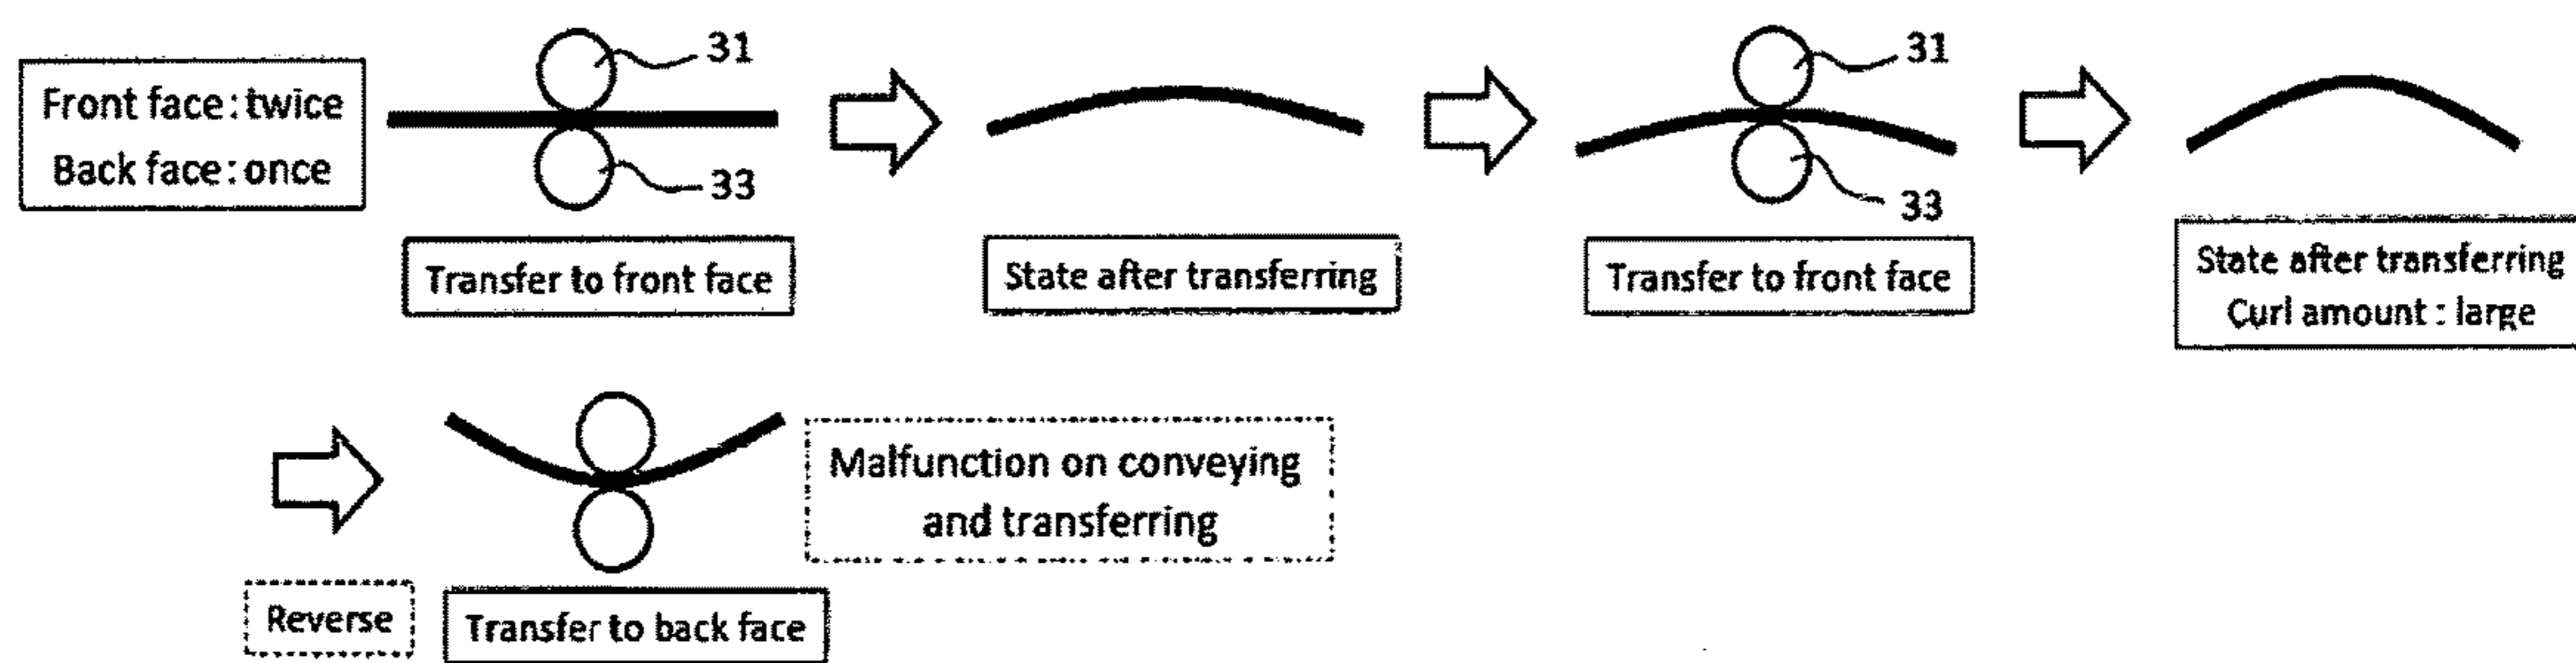 Front face : twice
Back face : once
31
33
Transfer to front face
State after transferring
31
33
Transfer to front face
State after transferring
Curl amount : large
Reverse
Transfer to back face
Malfunction on conveying
and transferring